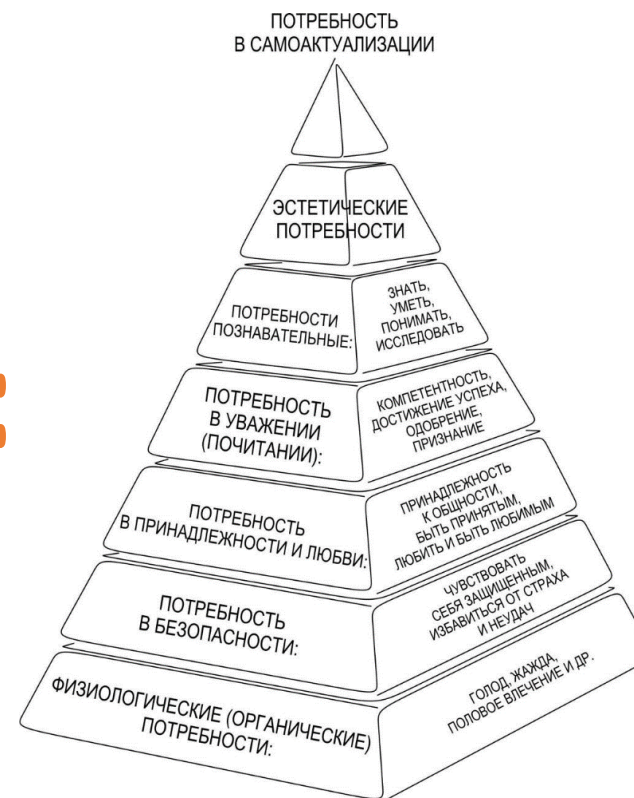 ПОТРЕБНОСТЬ
В САМОАКТУАЛИЗАЦИИ
ЭСТЕТИЧЕСКИЕ
ПОТРЕБНОСТИ
ПОТРЕБНОСТИ
ПОЗНАВАТЕЛЬНЫЕ:
ЗНАТЬ,
УМЕТЬ,
ПОНИМАТЬ,
ИССЛЕДОВАТЬ
ПОТРЕБНОСТЬ
В УВАЖЕНИИ
(ПОЧИТАНИИ):
КОМПЕТЕНТНОСТЬ,
ДОСТИЖЕНИЕ УСПЕХА,
ОДОБРЕНИЕ,
ПРИЗНАНИЕ
ПОТРЕБНОСТЬ
В ПРИНАДЛЕЖНОСТИ И ЛЮБВИ:
ПРИНАДЛЕЖНОСТЬ
К ОБЩНОСТИ,
БЫТЬ ПРИНЯТЫМ,
ЛЮБИТЬ И БЫТЬ ЛЮБИМЫМ
ПОТРЕБНОСТЬ
В БЕЗОПАСНОСТИ:
ЧУВСТВОВАТЬ
СЕБЯ ЗАЩИЩЕННЫМ,
ИЗБАВИТЬСЯ ОТ СТРАХА
И НЕУДАЧ
ФИЗИОЛОГИЧЕСКИЕ (ОРГАНИЧЕСКИЕ)
ПОТРЕБНОСТИ:
ГОЛОД, ЖАЖДА,
ПОЛОВОЕ ВЛЕЧЕНИЕ И ДР.